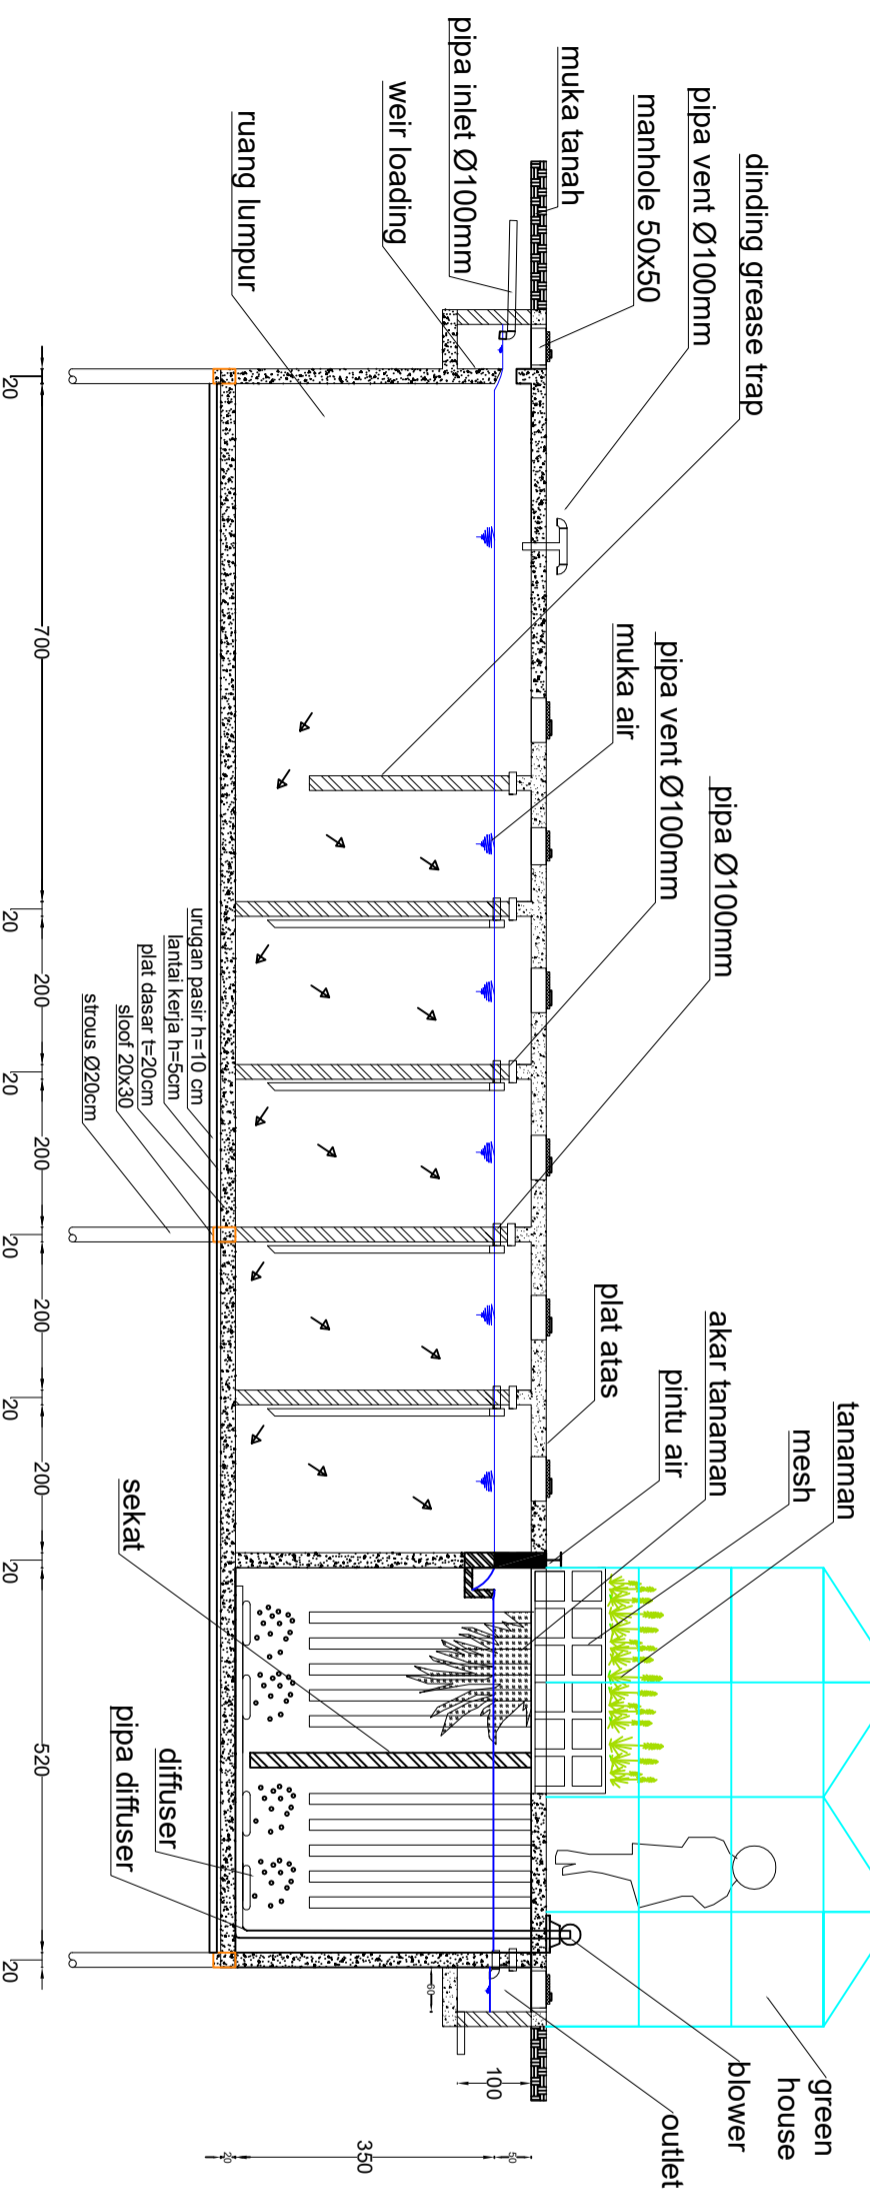 dinding grease trap
pipa vent Ø100mm
manhole 50x50
muka tanah
pipa inlet Ø100mm
weir loading
ruang lumpur
pipa Ø100mm
pipa vent Ø100mm
muka air
tanaman
mesh
akar tanaman
pintu air
plat atas
green
house
blower
outlet
urugan pasir h=10 cm
lantai kerja h=5cm
plat dasar t=20cm
sloof 20x30
strous Ø20cm
sekat
diffuser
pipa diffuser
60
100
50
350
20
20
700
20
200
20
200
20
200
20
200
20
520
20